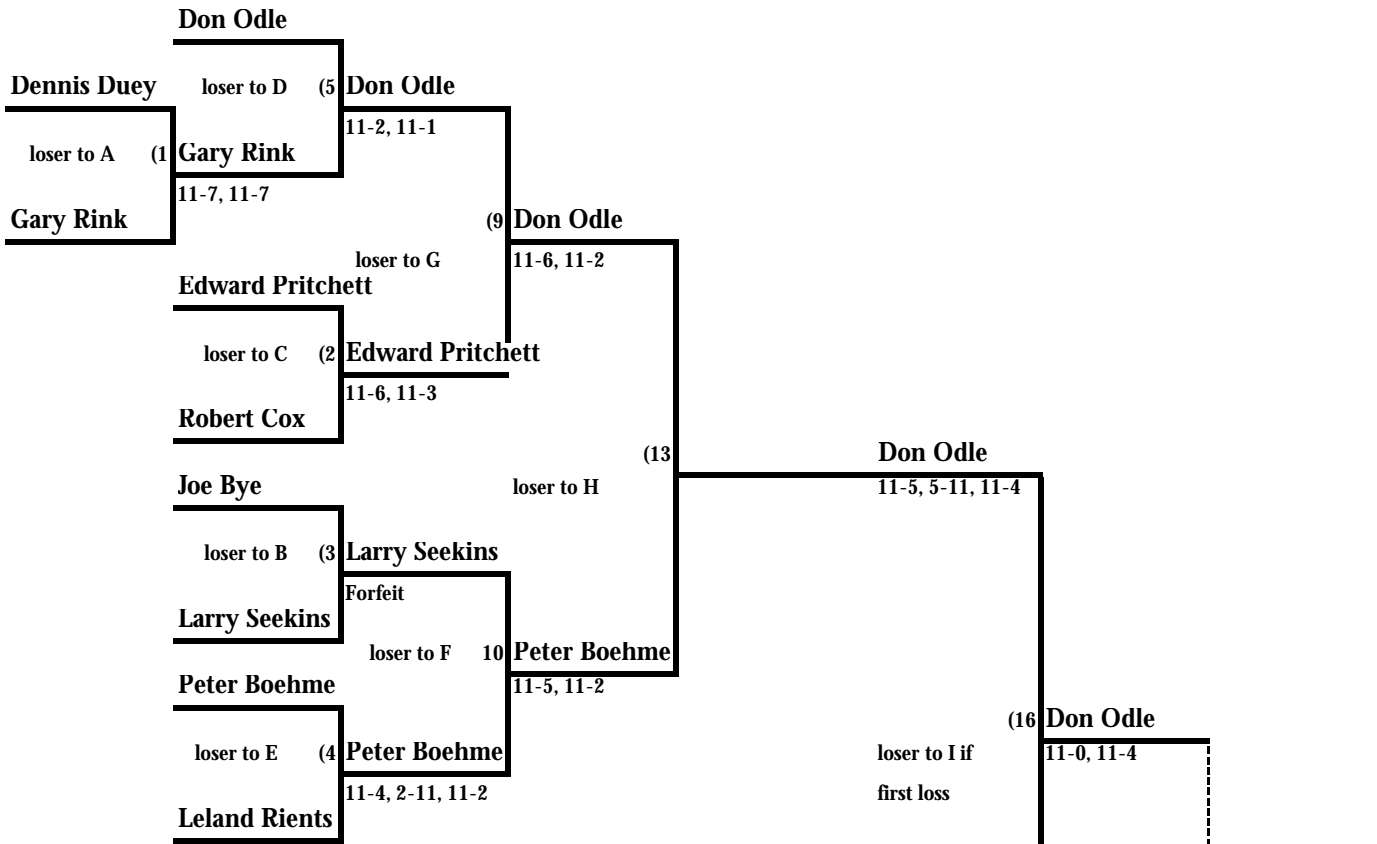 Don Odle
Dennis Duey
loser to D
(5
Don Odle
11-2, 11-1
loser to A
(1
Gary Rink
11-7, 11-7
Gary Rink
(9
Don Odle
loser to G
11-6, 11-2
Edward Pritchett
loser to C
(2
Edward Pritchett
11-6, 11-3
Robert Cox
(13
Don Odle
Joe Bye
loser to H
11-5, 5-11, 11-4
loser to B
(3
Larry Seekins
Forfeit
Larry Seekins
loser to F
10
Peter Boehme
Peter Boehme
11-5, 11-2
(16
Don Odle
loser to E
(4
Peter Boehme
loser to I if
11-0, 11-4
11-4, 2-11, 11-2
first loss
Leland Rients